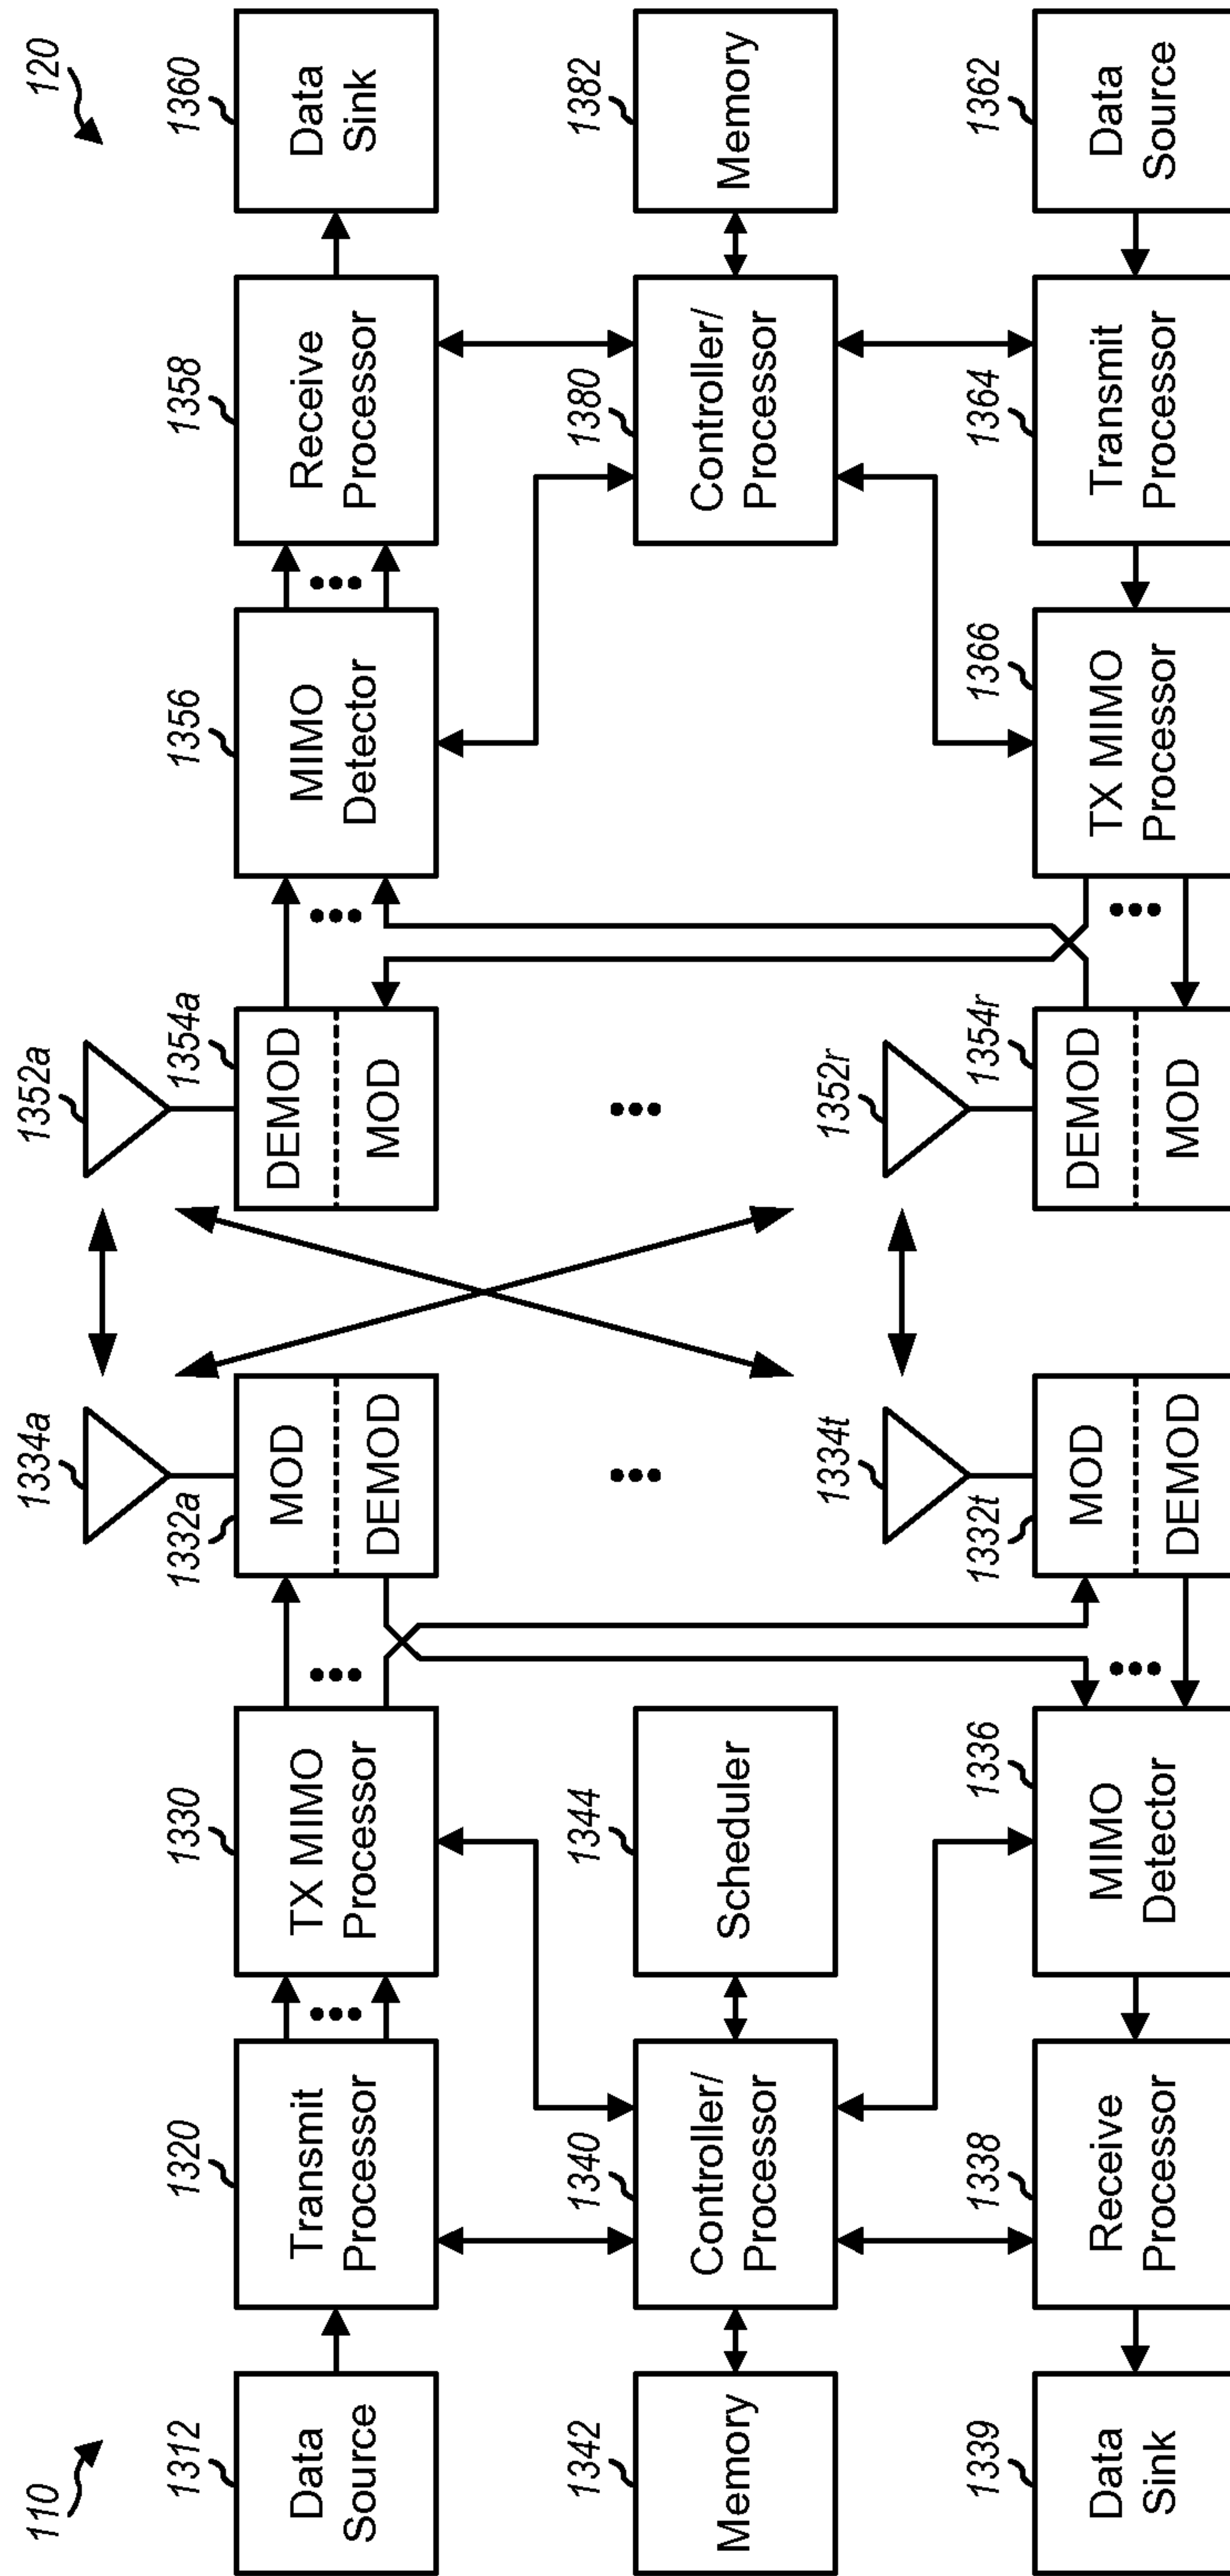 110
120
1312
Data
Source
1320
Transmit
Processor
1330
TX MIMO
Processor
1332a
MOD
DEMOD
1334a
1352a
1354a
DEMOD
MOD
1356
MIMO
Detector
1358
Receive
Processor
1360
Data
Sink
1342
Memory
1340
Controller/
Processor
1344
Scheduler
1380
Controller/
Processor
1382
Memory
1339
Data
Sink
1338
Receive
Processor
1336
MIMO
Detector
1332t
MOD
DEMOD
1334t
1352r
1354r
DEMOD
MOD
1366
TX MIMO
Processor
1364
Transmit
Processor
1362
Data
Source